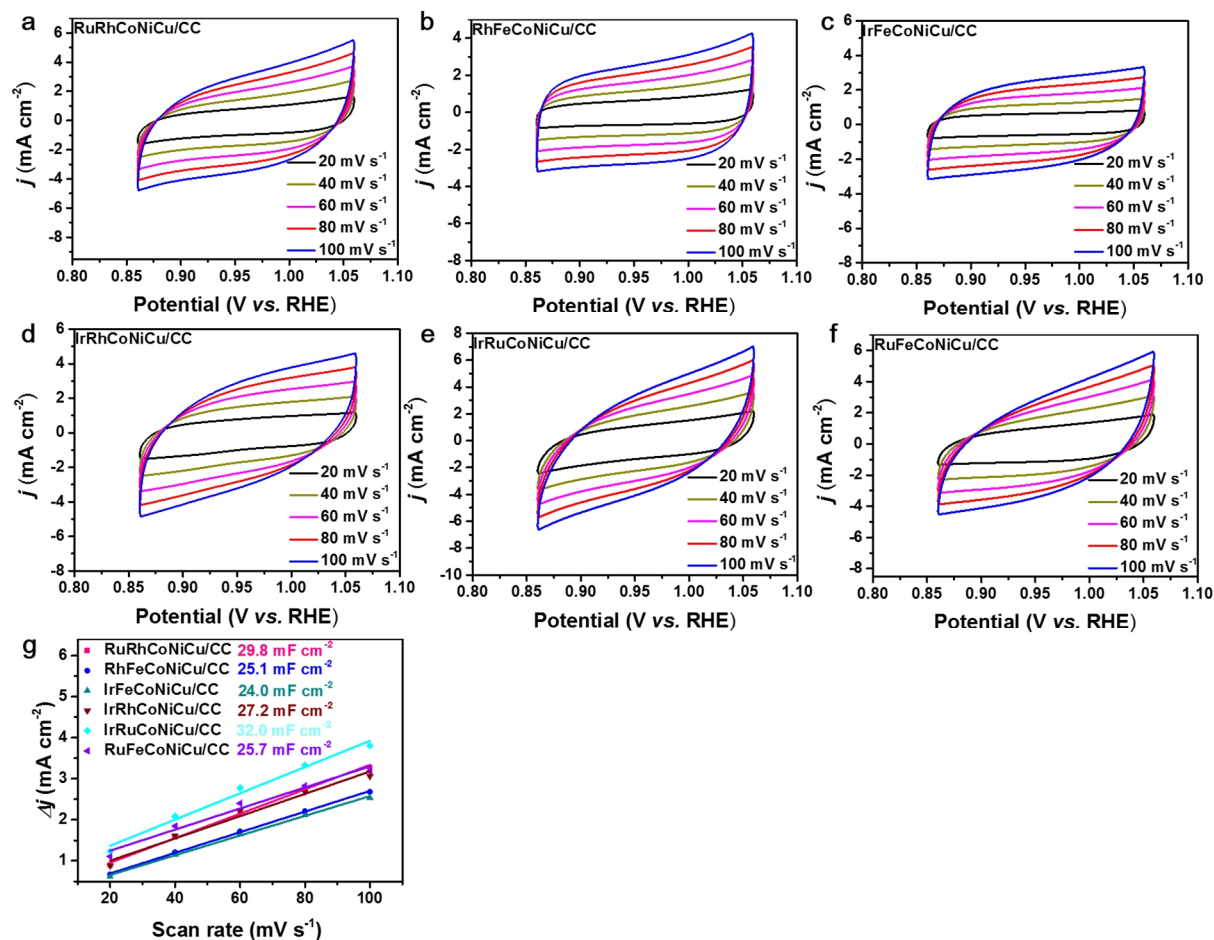 a
RuRhCoNiCu/CC
j (mA cm⁻²)
6
4
2
0
-2
-4
-6
-8
20 mV s⁻¹
40 mV s⁻¹
60 mV s⁻¹
80 mV s⁻¹
100 mV s⁻¹
0.80 0.85 0.90 0.95 1.00 1.05 1.10
Potential (V vs. RHE)
b
RhFeCoNiCu/CC
j (mA cm⁻²)
4
2
0
-2
-4
-6
-8
20 mV s⁻¹
40 mV s⁻¹
60 mV s⁻¹
80 mV s⁻¹
100 mV s⁻¹
0.80 0.85 0.90 0.95 1.00 1.05 1.10
Potential (V vs. RHE)
c
IrFeCoNiCu/CC
j (mA cm⁻²)
4
2
0
-2
-4
-6
20 mV s⁻¹
40 mV s⁻¹
60 mV s⁻¹
80 mV s⁻¹
100 mV s⁻¹
0.80 0.85 0.90 0.95 1.00 1.05 1.10
Potential (V vs. RHE)
d
IrRhCoNiCu/CC
j (mA cm⁻²)
6
4
2
0
-2
-4
-6
-8
20 mV s⁻¹
40 mV s⁻¹
60 mV s⁻¹
80 mV s⁻¹
100 mV s⁻¹
0.80 0.85 0.90 0.95 1.00 1.05 1.10
Potential (V vs. RHE)
e
IrRuCoNiCu/CC
j (mA cm⁻²)
8
6
4
2
0
-2
-4
-6
-8
-10
20 mV s⁻¹
40 mV s⁻¹
60 mV s⁻¹
80 mV s⁻¹
100 mV s⁻¹
0.80 0.85 0.90 0.95 1.00 1.05 1.10
Potential (V vs. RHE)
f
RuFeCoNiCu/CC
j (mA cm⁻²)
6
4
2
0
-2
-4
-6
-8
20 mV s⁻¹
40 mV s⁻¹
60 mV s⁻¹
80 mV s⁻¹
100 mV s⁻¹
0.80 0.85 0.90 0.95 1.00 1.05 1.10
Potential (V vs. RHE)
g
Δj (mA cm⁻²)
6
5
4
3
2
1
RuRhCoNiCu/CC 29.8 mF cm⁻²
RhFeCoNiCu/CC 25.1 mF cm⁻²
IrFeCoNiCu/CC 24.0 mF cm⁻²
IrRhCoNiCu/CC 27.2 mF cm⁻²
IrRuCoNiCu/CC 32.0 mF cm⁻²
RuFeCoNiCu/CC 25.7 mF cm⁻²
20 40 60 80 100
Scan rate (mV s⁻¹)